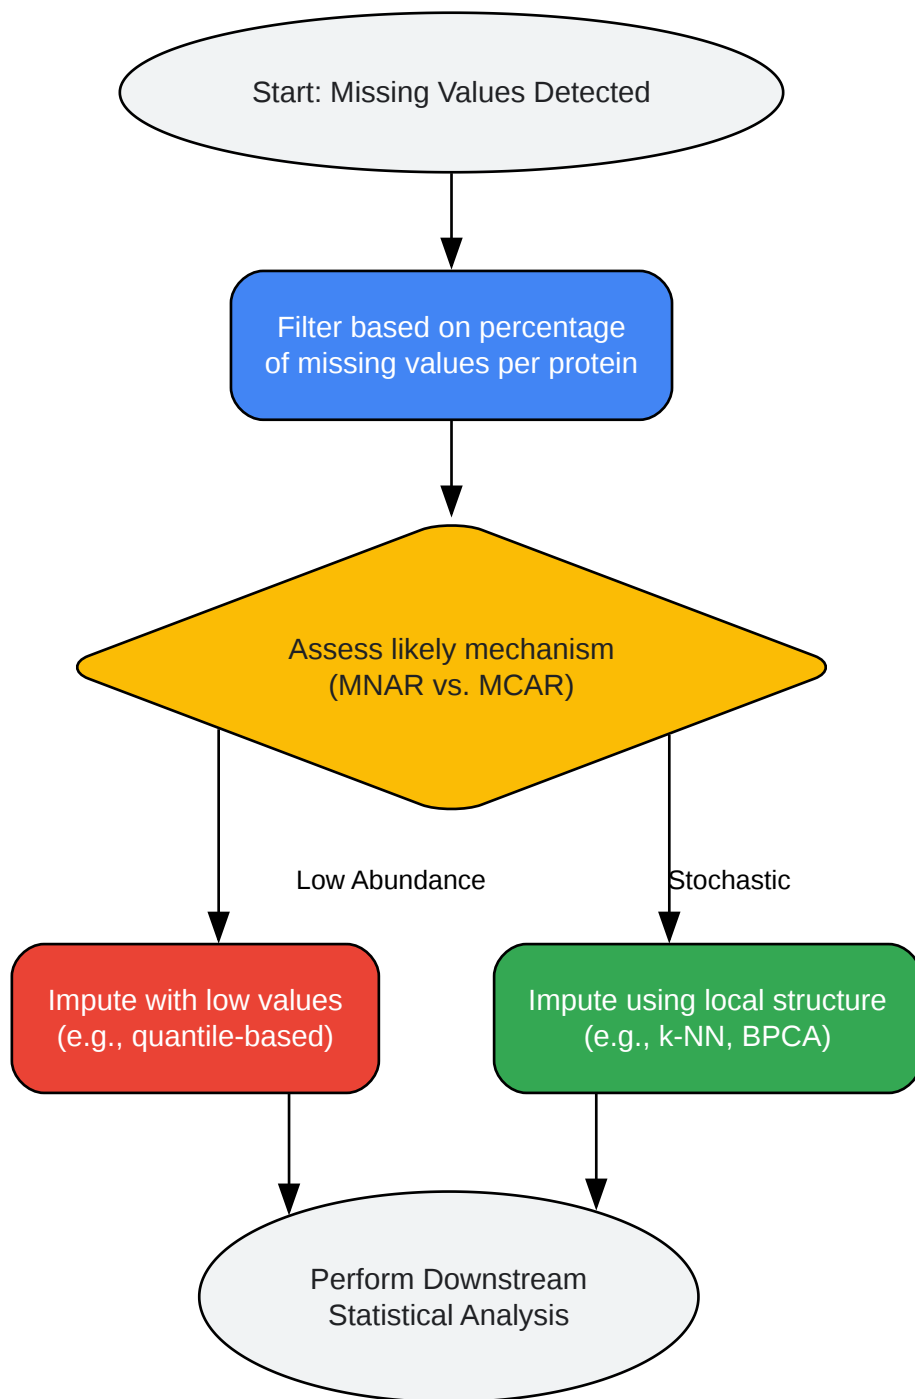 Start: Missing Values Detected
Filter based on percentage
of missing values per protein
Assess likely mechanism
(MNAR vs. MCAR)
Low Abundance
Stochastic
Impute with low values
(e.g., quantile-based)
Impute using local structure
(e.g., k-NN, BPCA)
Perform Downstream
Statistical Analysis